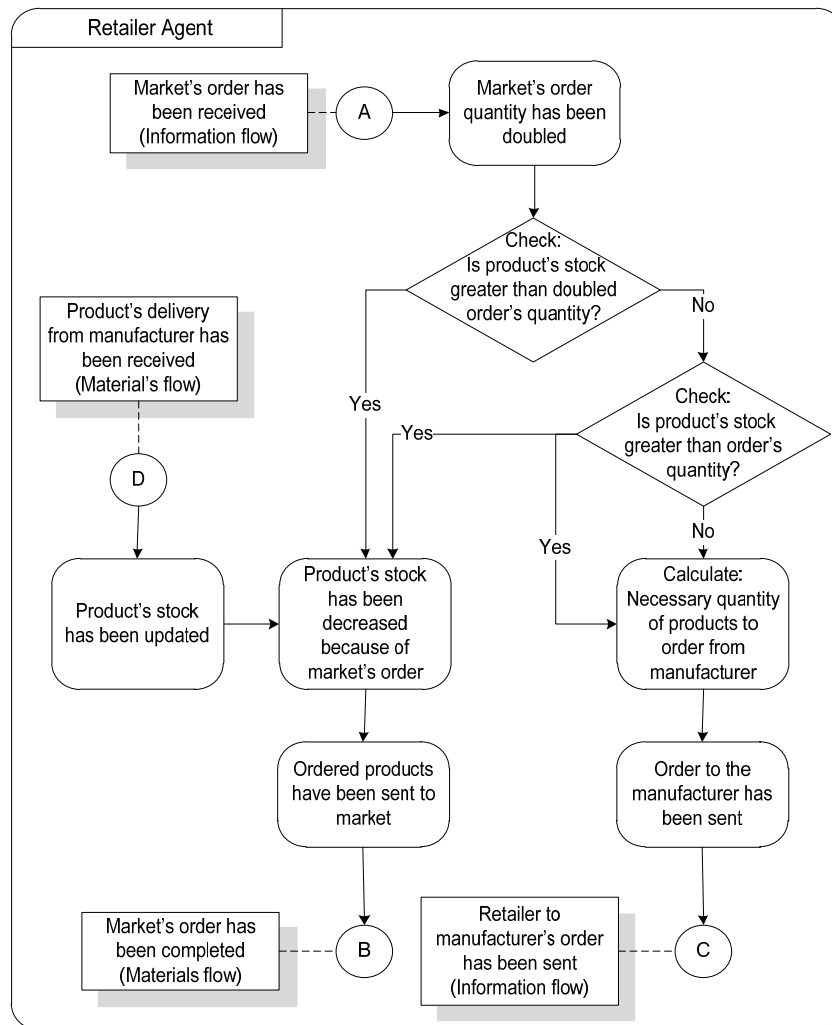 Retailer Agent
Market's order has
been received
(Information flow)
A
Market's order
quantity has been
doubled
Check:
Is product's stock
greater than doubled
order's quantity?
No
Yes
Product's delivery
from manufacturer has
been received
(Material's flow)
D
Check:
Is product's stock
greater than order's
quantity?
Yes
Yes
No
Product's stock
has been updated
Product's stock
has been
decreased
because of
market's order
Calculate:
Necessary quantity
of products to
order from
manufacturer
Ordered products
have been sent to
market
Order to the
manufacturer has
been sent
Market's order has
been completed
(Materials flow)
B
Retailer to
manufacturer's order
has been sent
(Information flow)
C